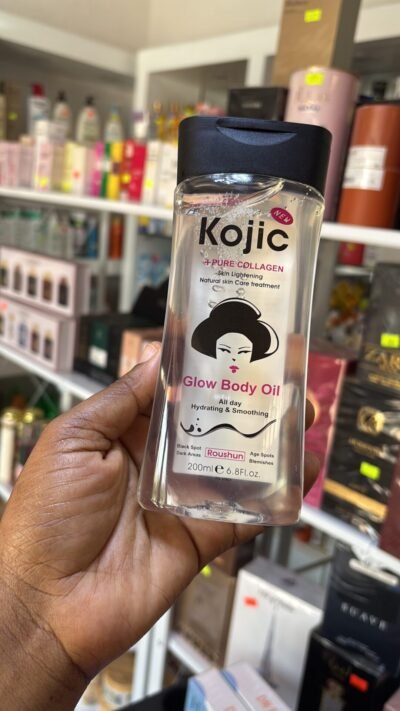 NEW
Kojic
+PURE COLLAGEN
Skin Lightening
Natural skin Care treatment
Glow Body Oil
All day
Hydrating & Smoothing
Black Spot
Dark Areas
Roushun
Age Spots
Blemishes
200ml e 6.8Fl.oz.
SUAVE